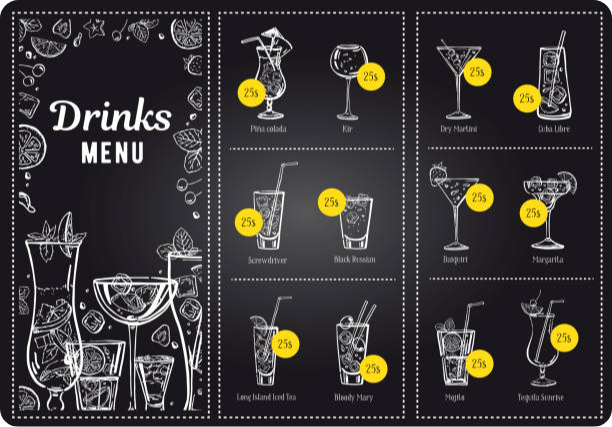 Drinks
MENU
25$
25$
Piña colada
Kir
25$
25$
Screwdriver
Black Russian
25$
25$
Long Island Iced Tea
Bloody Mary
25$
25$
Dry Martini
Cuba Libre
25$
25$
Daiquiri
Margarita
25$
25$
Mojito
Tequila Sunrise